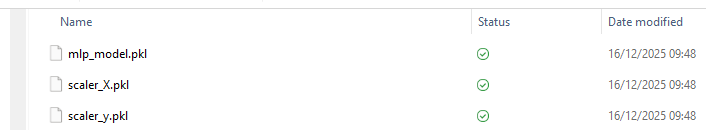 Name Status Date modified
mlp_model.pkl 16/12/2025 09:48
scaler_X.pkl 16/12/2025 09:48
scaler_y.pkl 16/12/2025 09:48